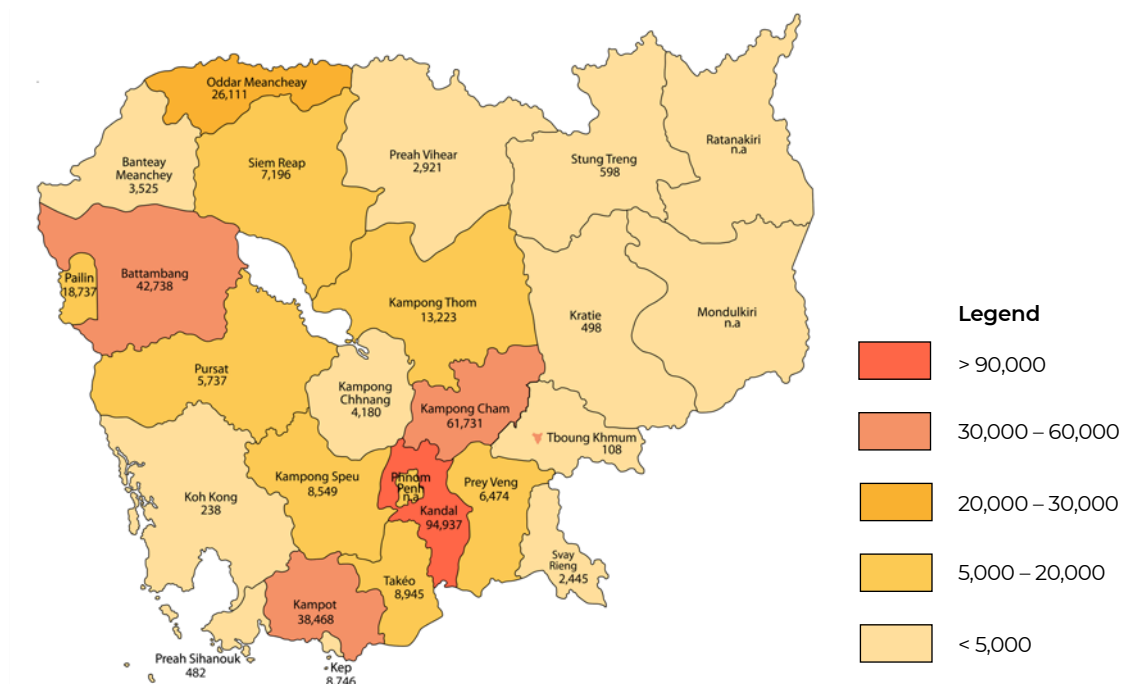 Oddar Meancheay
26,111
Banteay
Meanchey
3,525
Siem Reap
7,196
Preah Vihear
2,921
Stung Treng
598
Ratanakiri
n.a
Battambang
42,738
Pailin
18,737
Kampong Thom
13,223
Kratie
498
Mondulkiri
n.a
Pursat
5,737
Kampong
Chhnang
4,180
Kampong Cham
61,731
Tboung Khmum
108
Koh Kong
238
Kampong Speu
8,549
Phnom
Penh
n.a
Kandal
94,937
Prey Veng
6,474
Svay
Rieng
2,445
Takéo
8,945
Kampot
38,468
Preah Sihanouk
482
Kep
8,746
Legend
> 90,000
30,000 – 60,000
20,000 – 30,000
5,000 – 20,000
< 5,000